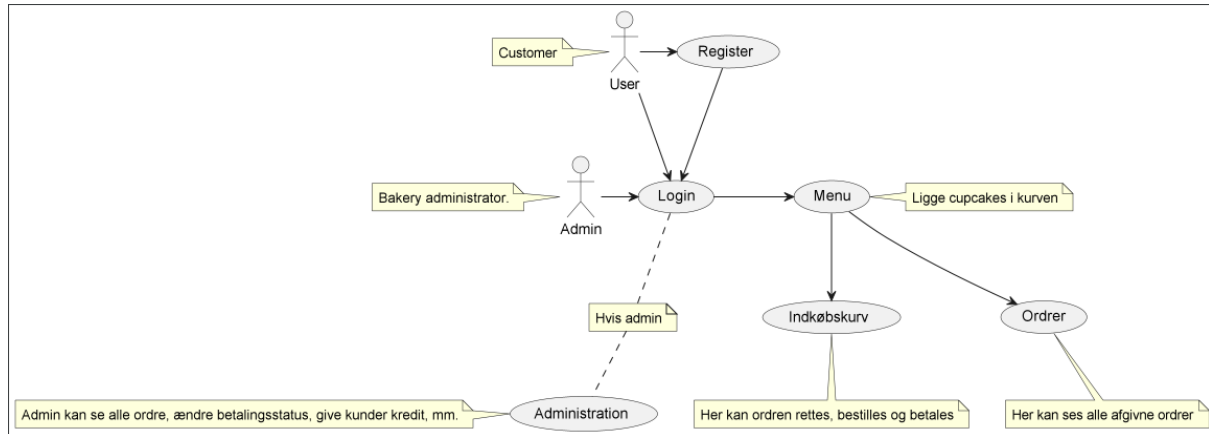 Customer
User
Register
Bakery administrator.
Admin
Login
Menu
Ligge cupcakes i kurven
Hvis admin
Indkøbskurv
Ordrer
Admin kan se alle ordre, ændre betalingsstatus, give kunder kredit, mm.
Administration
Her kan ordren rettes, bestilles og betales
Her kan ses alle afgivne ordrer